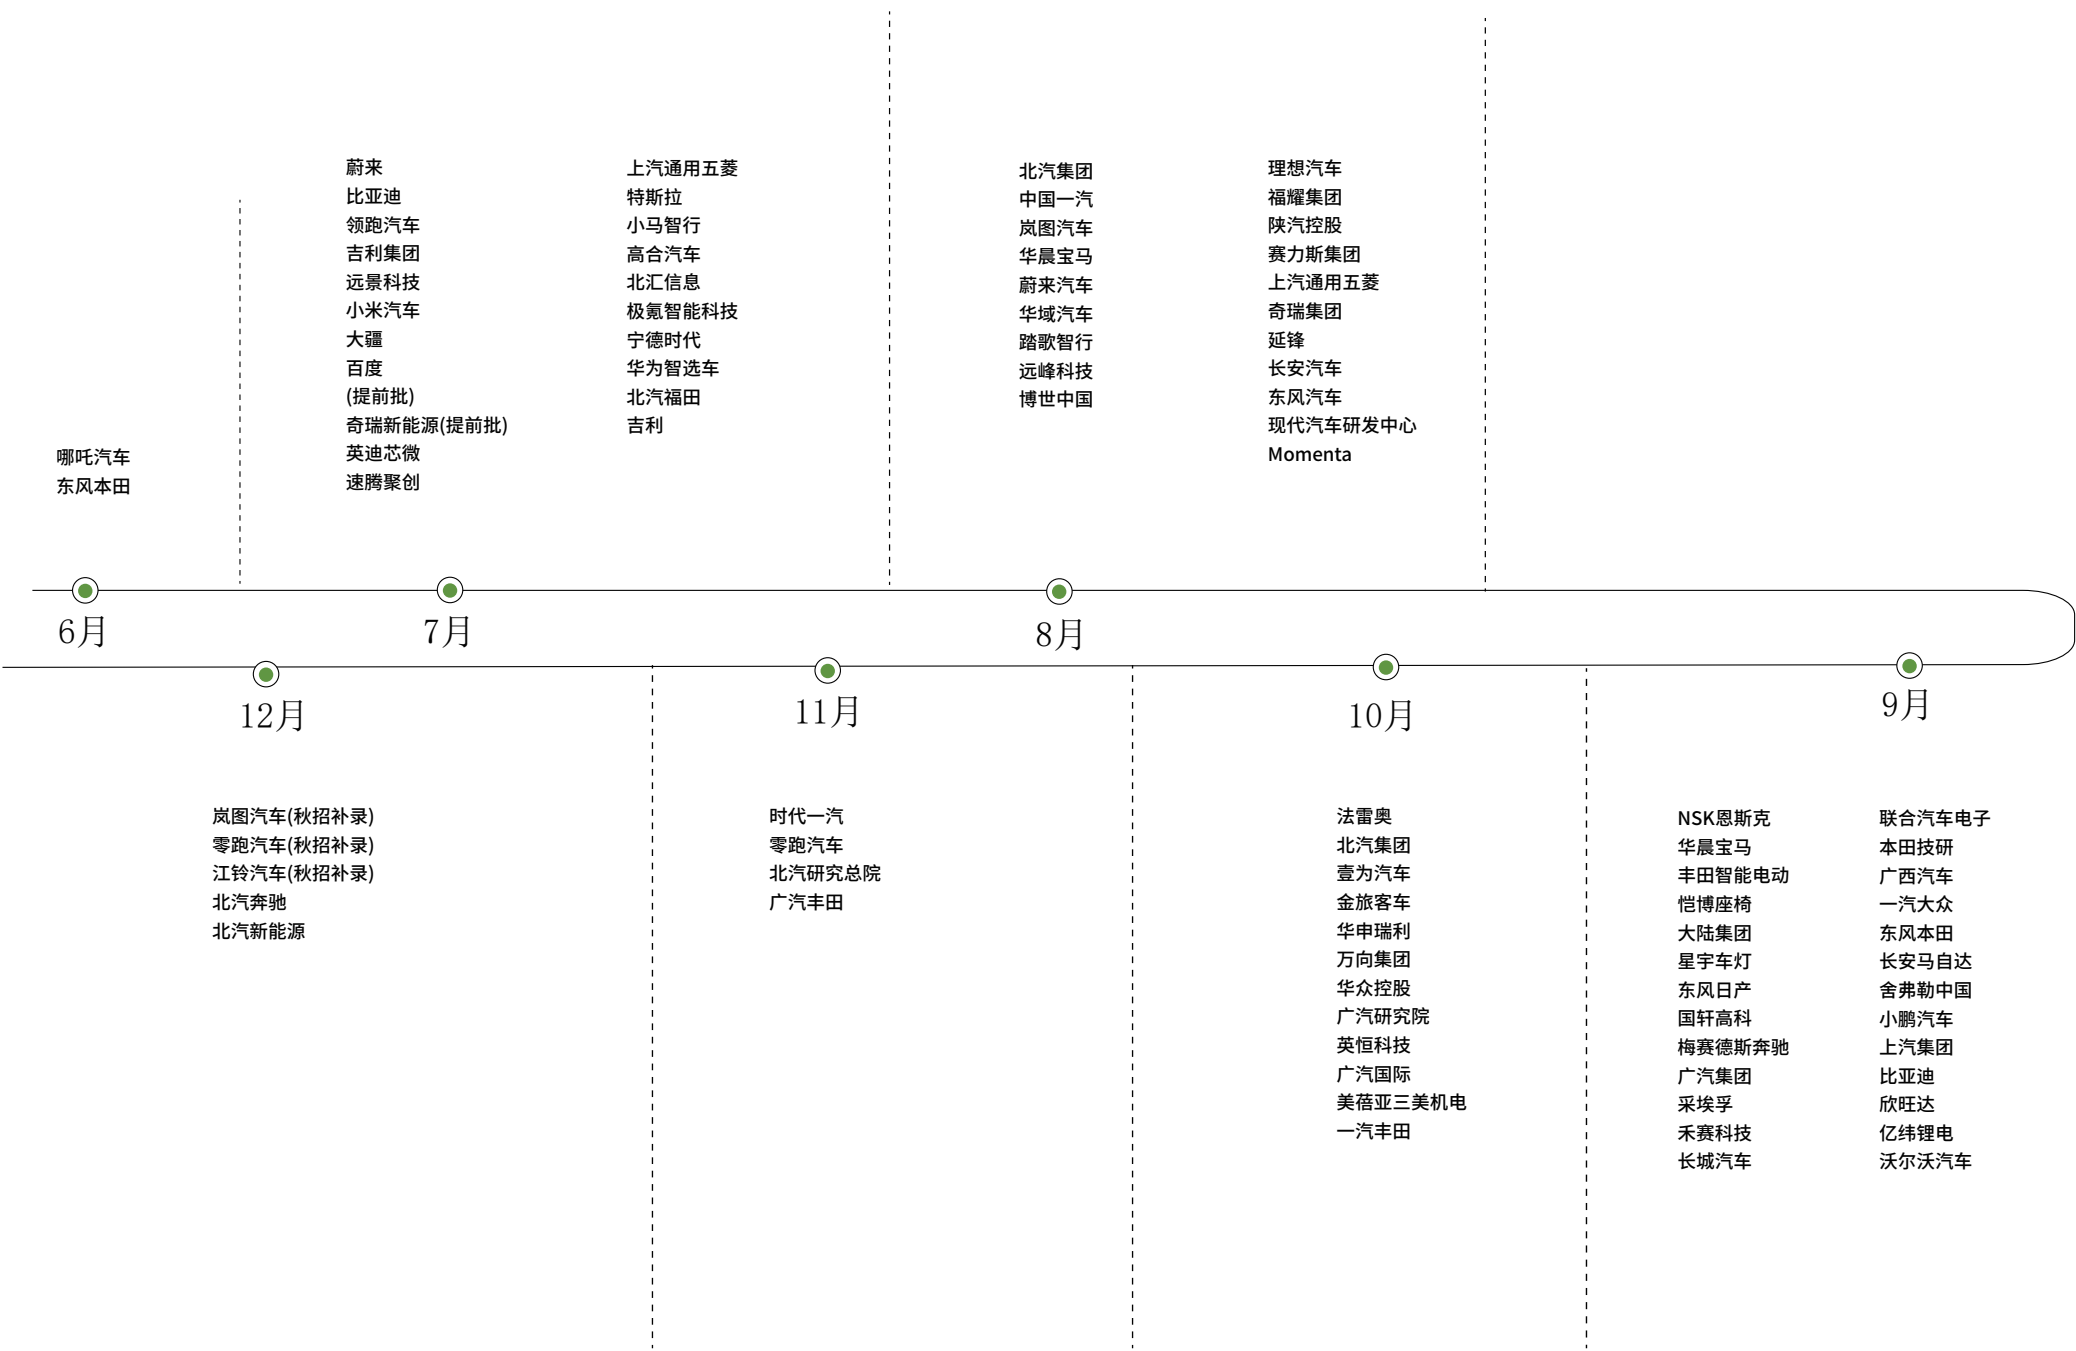 哪吒汽车
东风本田
6月
蔚来
比亚迪
领跑汽车
吉利集团
远景科技
小米汽车
大疆
百度
(提前批)
奇瑞新能源(提前批)
英迪芯微
速腾聚创
上汽通用五菱
特斯拉
小马智行
高合汽车
北汇信息
极氪智能科技
宁德时代
华为智选车
北汽福田
吉利
7月
北汽集团
中国一汽
岚图汽车
华晨宝马
蔚来汽车
华域汽车
踏歌智行
远峰科技
博世中国
理想汽车
福耀集团
陕汽控股
赛力斯集团
上汽通用五菱
奇瑞集团
延锋
长安汽车
东风汽车
现代汽车研发中心
Momenta
8月
9月
NSK恩斯克
华晨宝马
丰田智能电动
恺博座椅
大陆集团
星宇车灯
东风日产
国轩高科
梅赛德斯奔驰
广汽集团
采埃孚
禾赛科技
长城汽车
联合汽车电子
本田技研
广西汽车
一汽大众
东风本田
长安马自达
舍弗勒中国
小鹏汽车
上汽集团
比亚迪
欣旺达
亿纬锂电
沃尔沃汽车
10月
法雷奥
北汽集团
壹为汽车
金旅客车
华申瑞利
万向集团
华众控股
广汽研究院
英恒科技
广汽国际
美蓓亚三美机电
一汽丰田
11月
时代一汽
零跑汽车
北汽研究总院
广汽丰田
12月
岚图汽车(秋招补录)
零跑汽车(秋招补录)
江铃汽车(秋招补录)
北汽奔驰
北汽新能源